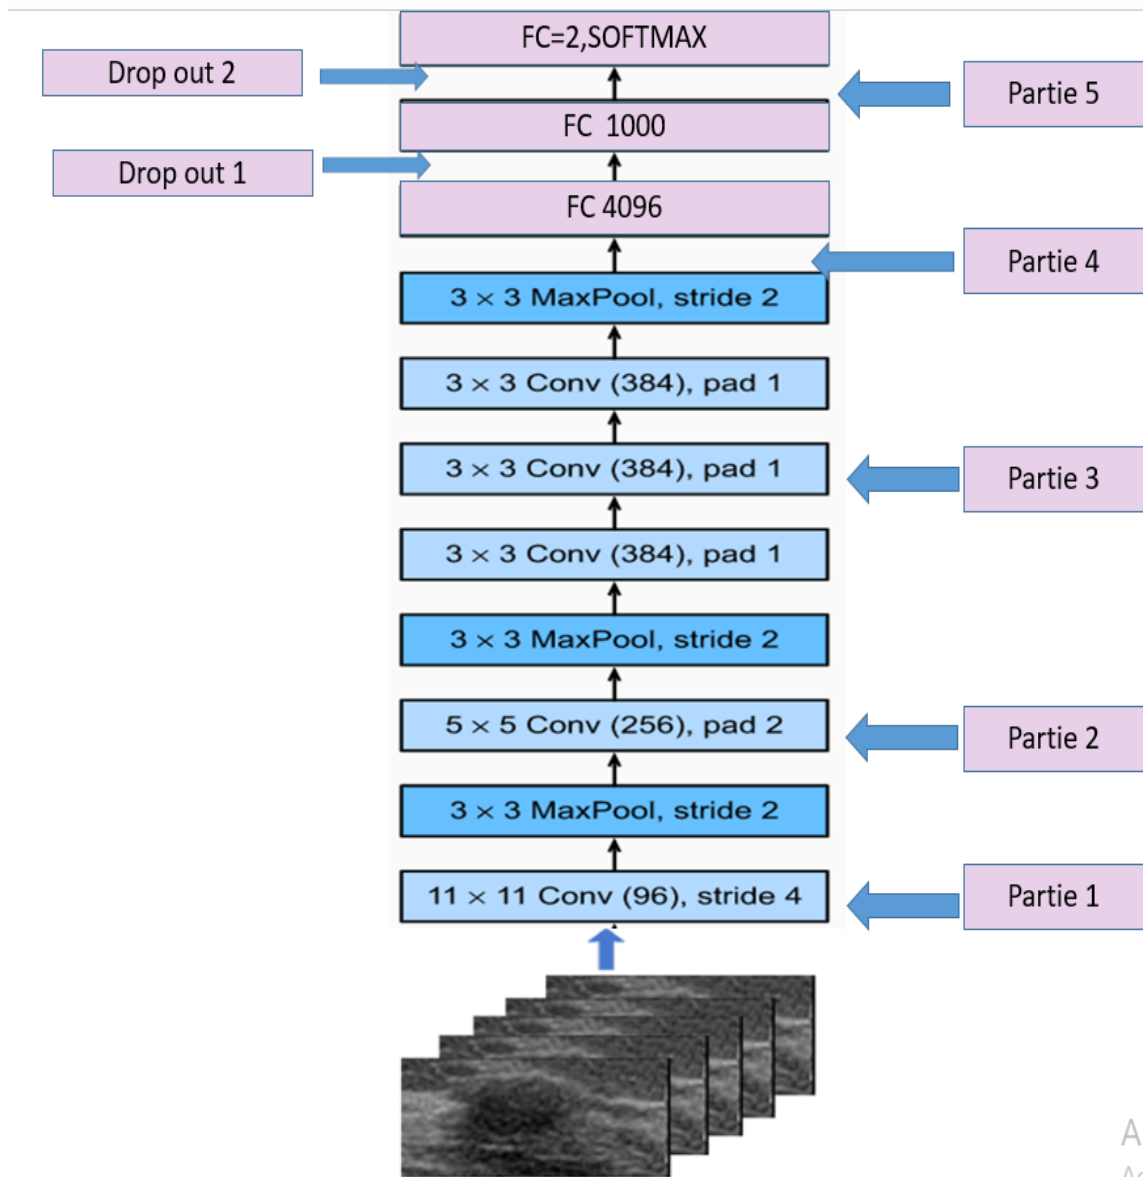 FC=2,SOFTMAX
Drop out 2
Partie 5
FC 1000
Drop out 1
FC 4096
Partie 4
3 × 3 MaxPool, stride 2
3 × 3 Conv (384), pad 1
3 × 3 Conv (384), pad 1
Partie 3
3 × 3 Conv (384), pad 1
3 × 3 MaxPool, stride 2
5 × 5 Conv (256), pad 2
Partie 2
3 × 3 MaxPool, stride 2
11 × 11 Conv (96), stride 4
Partie 1